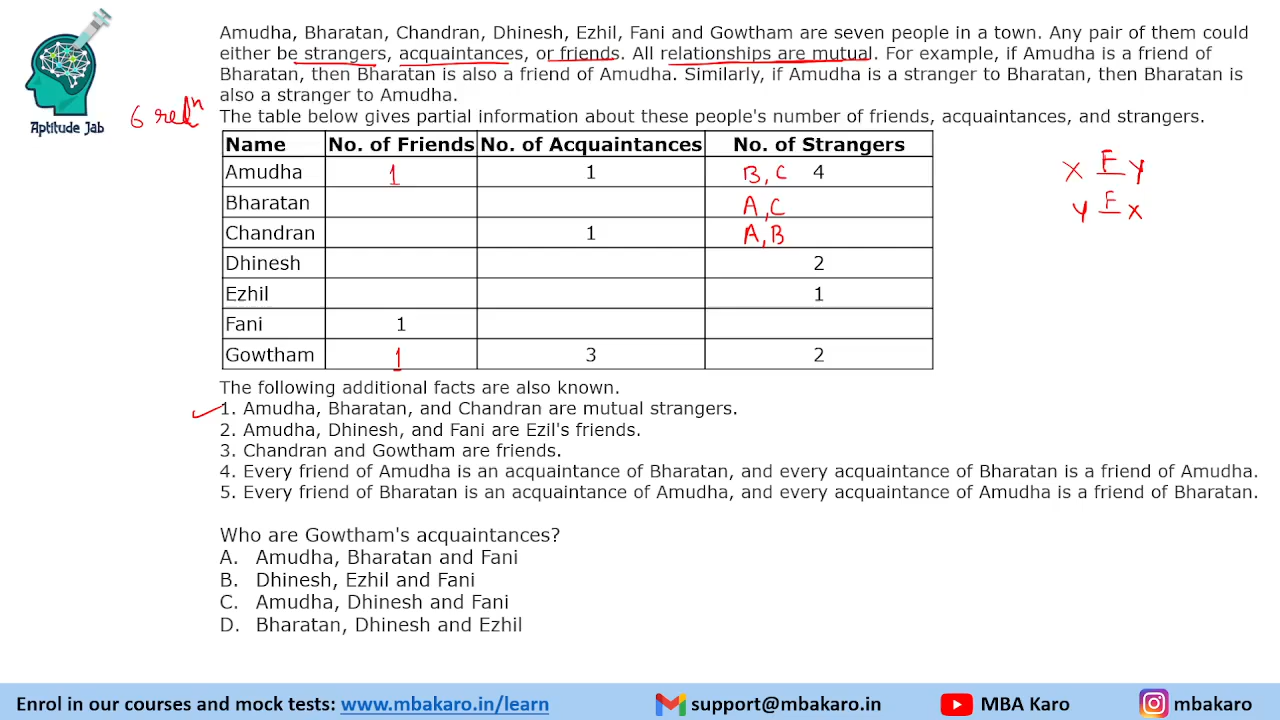 Amudha, Bharatan, Chandran, Dhinesh, Ezhil, Fani and Gowtham are seven people in a town. Any pair of them could
either be strangers, acquaintances, or friends. All relationships are mutual. For example, if Amudha is a friend of
Bharatan, then Bharatan is also a friend of Amudha. Similarly, if Amudha is a stranger to Bharatan, then Bharatan is
also a stranger to Amudha.
Aptitude Jab
6 reln
The table below gives partial information about these people's number of friends, acquaintances, and strangers.
Name No. of Friends No. of Acquaintances No. of Strangers
Amudha 1 1 B, C 4
Bharatan A, C
Chandran 1 A, B
Dhinesh 2
Ezhil 1
Fani 1
Gowtham 1 3 2
X F Y
Y F X
The following additional facts are also known.
1. Amudha, Bharatan, and Chandran are mutual strangers.
2. Amudha, Dhinesh, and Fani are Ezil's friends.
3. Chandran and Gowtham are friends.
4. Every friend of Amudha is an acquaintance of Bharatan, and every acquaintance of Bharatan is a friend of Amudha.
5. Every friend of Bharatan is an acquaintance of Amudha, and every acquaintance of Amudha is a friend of Bharatan.
Who are Gowtham's acquaintances?
A. Amudha, Bharatan and Fani
B. Dhinesh, Ezhil and Fani
C. Amudha, Dhinesh and Fani
D. Bharatan, Dhinesh and Ezhil
Enrol in our courses and mock tests: www.mbakaro.in/learn support@mbakaro.in MBA Karo mbakaro